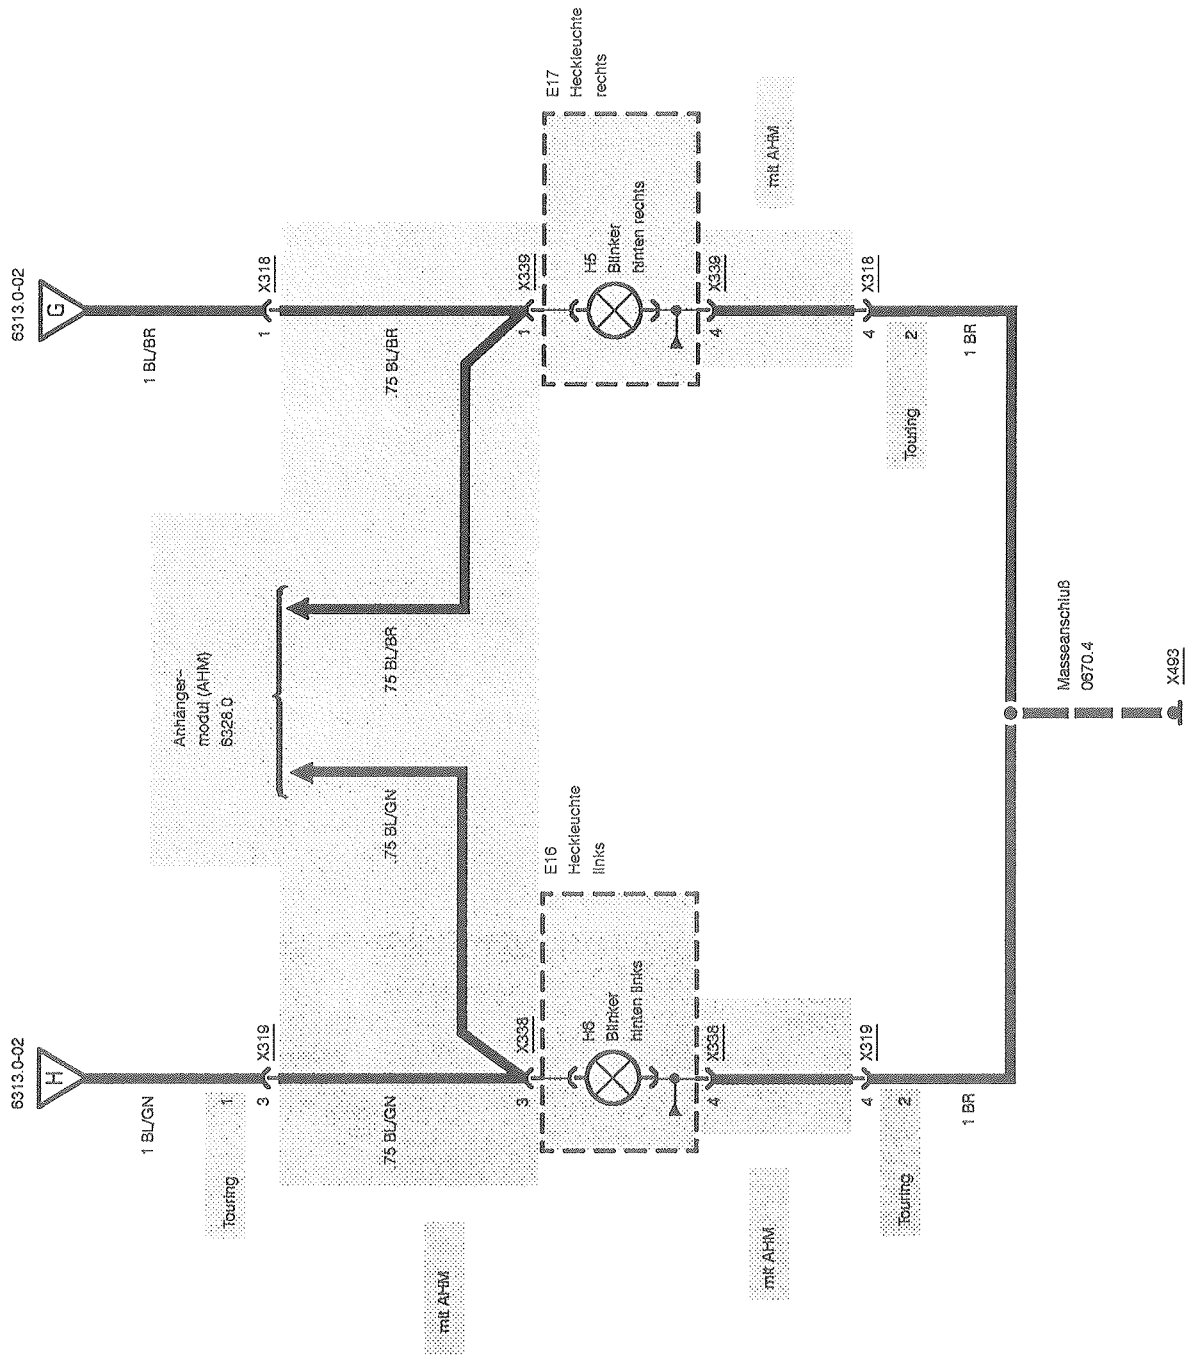 6313.0-02
H
1 BL/GN
Touring 1
3
X319
.75 BL/GN
mit AHM
3
X338
E16
Heckleuchte
links
H6
Blinker
hinten links
4
X338
mit AHM
4
X319
Touring 2
1 BR
Anhänger–
modul (AHM)
6328.0
.75 BL/GN
75 BL/BR
6313.0-02
G
1 BL/BR
1
X318
.75 BL/BR
1
X339
E17
Heckleuchte
rechts
H5
Blinker
hinten rechts
4
X339
mit AHM
4
X318
Touring 2
1 BR
Masseanschluß
0670.4
X493